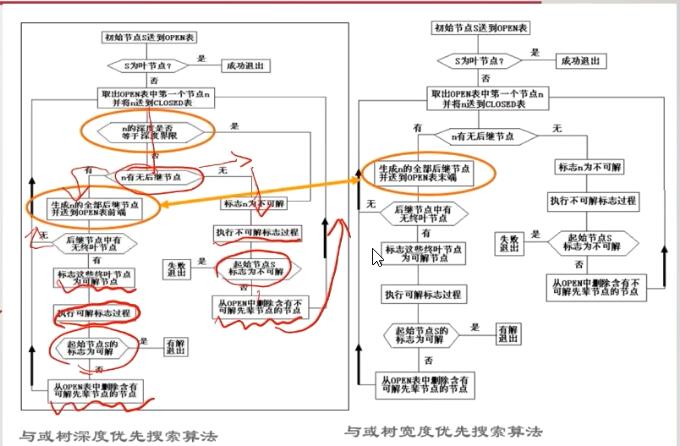 初始节点S送到OPEN表
S为叶节点?
是
成功退出
否
取出OPEN表中第一个节点n
并将n送到CLOSED表
n的深度是否
等于深度界限
是
否
有
n有无后继节点
无
生成n的全部后继节点
并送到OPEN表前端
标志n为不可解
无
后继节点中有
无终叶节点
执行不可解标志过程
有
失败
退出
是
起始节点S
标志为不可解
标志这些终叶节点
为可解节点
否
从OPEN中删除含有不
可解先辈节点的节点
执行可解标志过程
起始节点S的
标志为可解
是
有解
退出
否
从OPEN表中删除含有
可解先辈节点的节点
与或树深度优先搜索算法
初始节点S送到OPEN表
S为叶节点?
是
成功退出
否
取出OPEN表中第一个节点n
并将n送到CLOSED表
有
n有无后继节点
无
生成n的全部后继节点
并送到OPEN表末端
标志n为不可解
无
后继节点中有
无终叶节点
执行不可解标志过程
有
失败
退出
是
起始节点S
标志为不可解
标志这些终叶节点
为可解节点
否
从OPEN中删除含有不
可解先辈节点的节点
执行可解标志过程
起始节点S的
标志为可解
是
有解
退出
否
从OPEN表中删除含有
可解先辈节点的节点
与或树宽度优先搜索算法